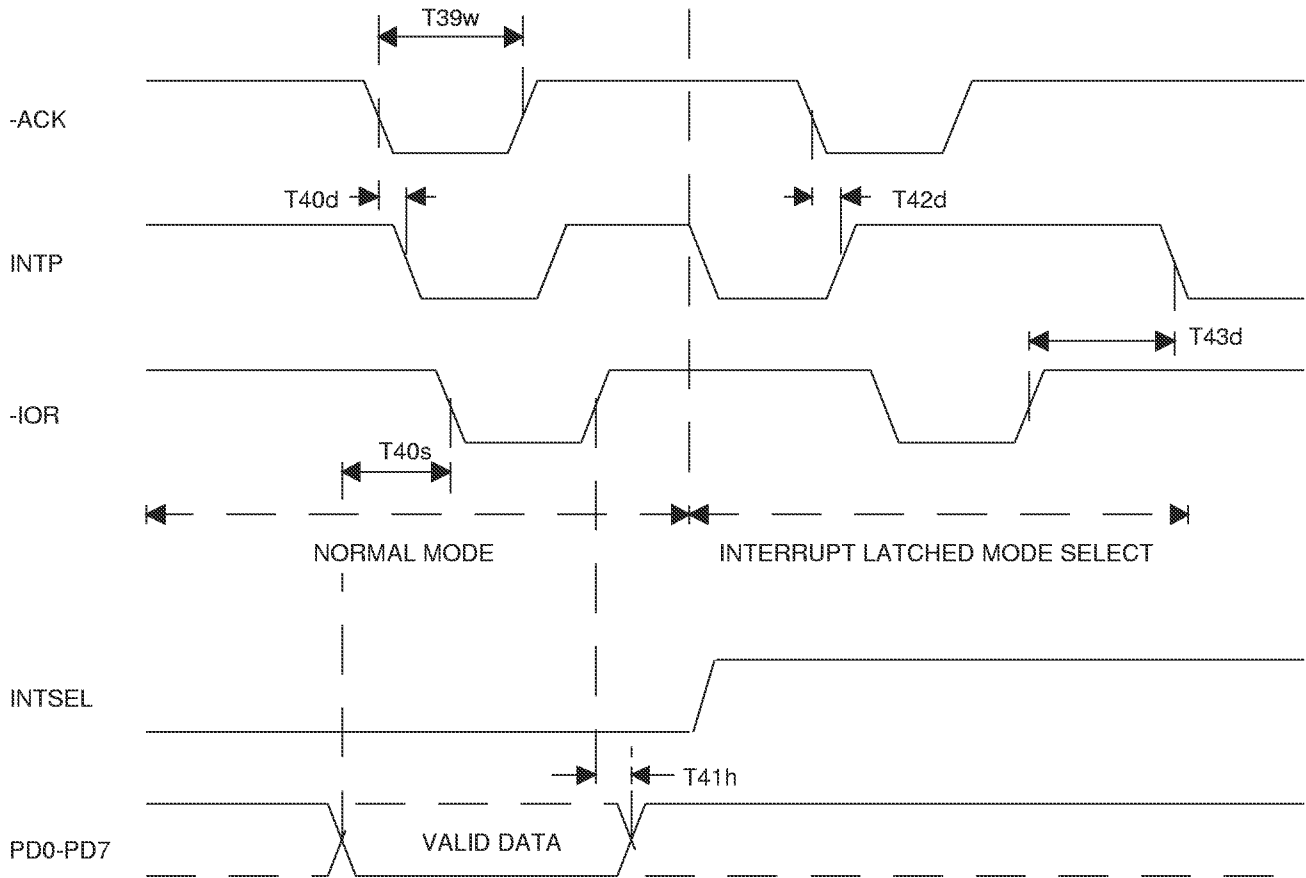 T39w
-ACK
T40d
T42d
INTP
T43d
-IOR
T40s
NORMAL MODE
INTERRUPT LATCHED MODE SELECT
INTSEL
T41h
PD0-PD7
VALID DATA